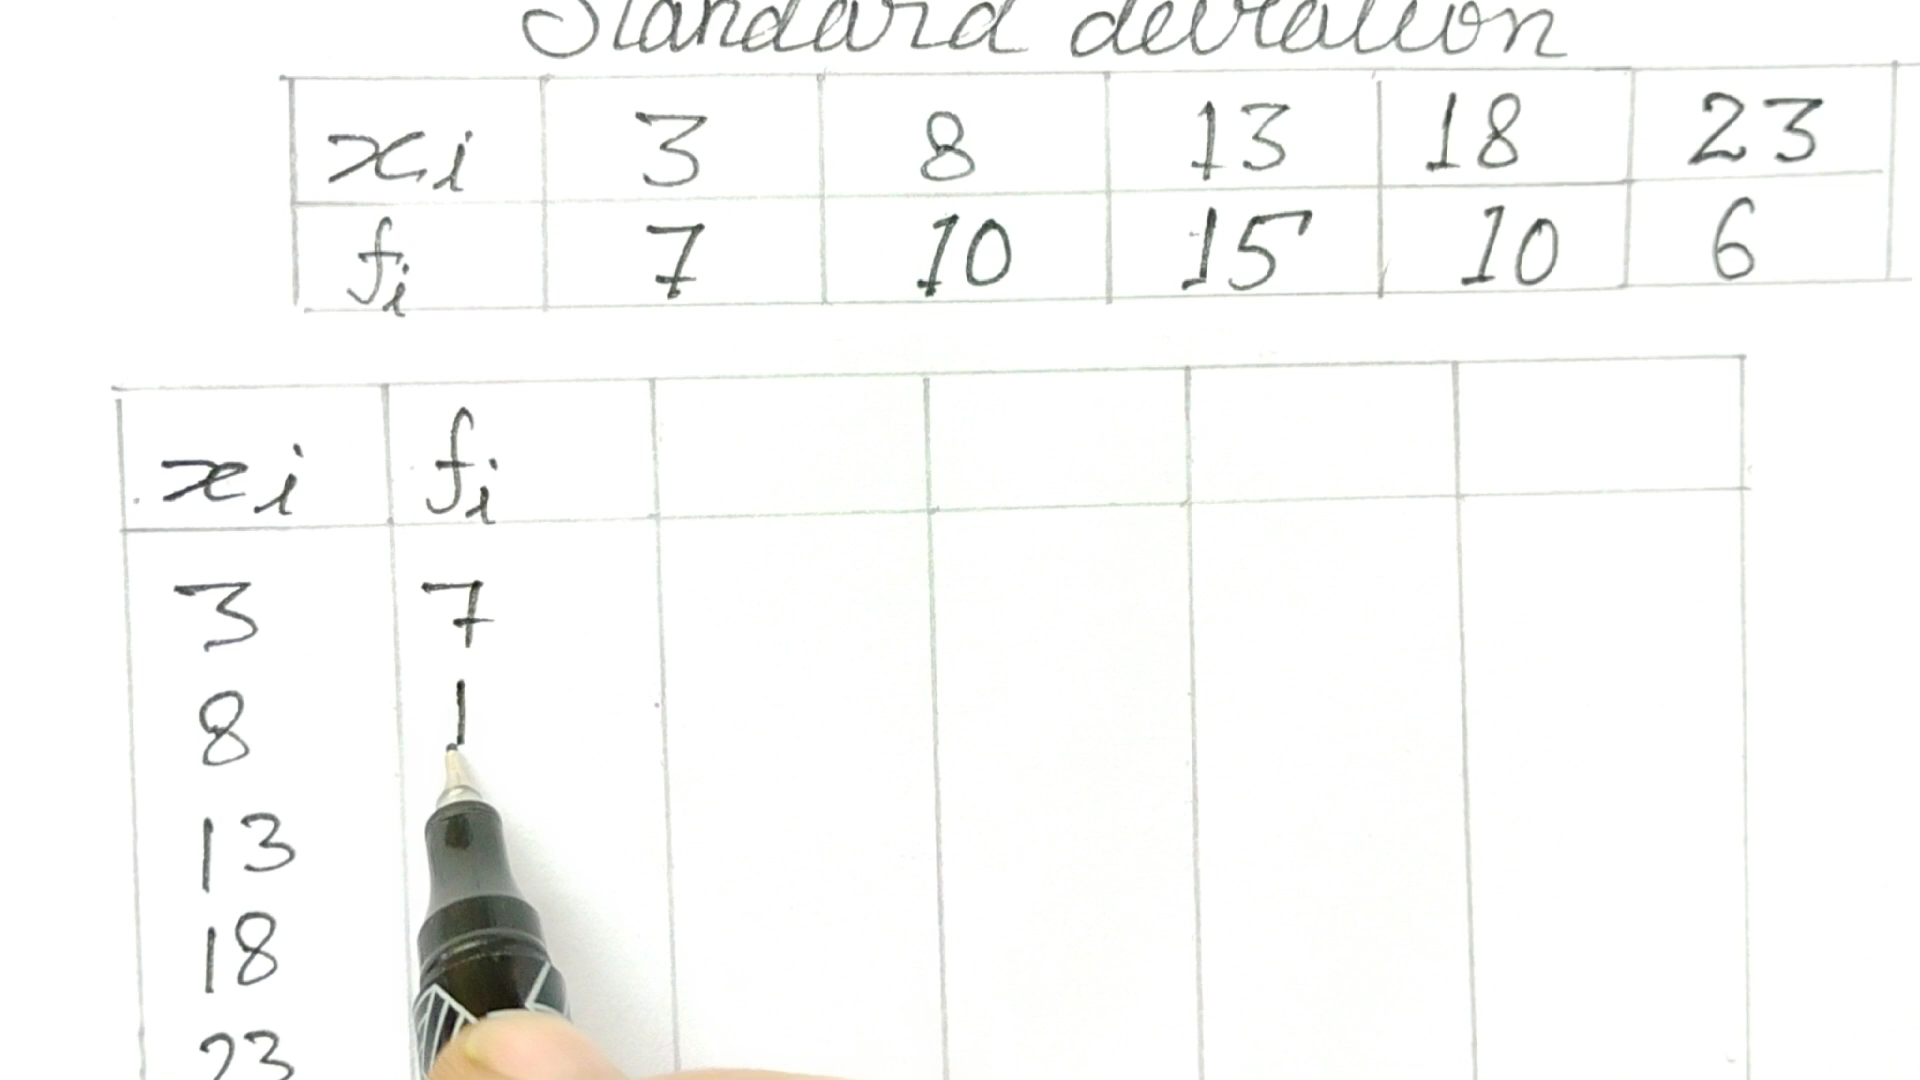 Standard deviation
xi 3 8 13 18 23
fi 7 10 15 10 6
xi fi
3 7
8 1
13
18
23